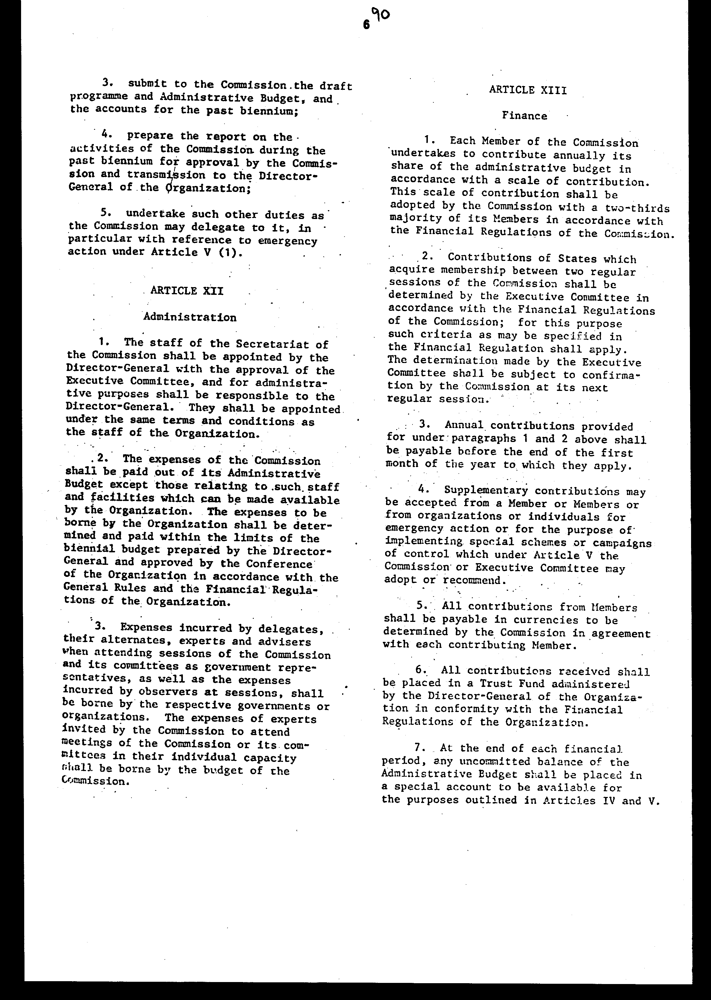 90
6
3. submit to the Commission the draft
programme and Administrative Budget, and
the accounts for the past biennium;
4. prepare the report on the
activities of the Commission during the
past biennium for approval by the Commis-
sion and transmission to the Director-
General of the Organization;
5. undertake such other duties as
the Commission may delegate to it, in
particular with reference to emergency
action under Article V (1).
ARTICLE XII
Administration
1. The staff of the Secretariat of
the Commission shall be appointed by the
Director-General with the approval of the
Executive Committee, and for administra-
tive purposes shall be responsible to the
Director-General. They shall be appointed
under the same terms and conditions as
the staff of the Organization.
2. The expenses of the Commission
shall be paid out of its Administrative
Budget except those relating to such staff
and facilities which can be made available
by the Organization. The expenses to be
borne by the Organization shall be deter-
mined and paid within the limits of the
biennial budget prepared by the Director-
General and approved by the Conference
of the Organization in accordance with the
General Rules and the Financial Regula-
tions of the Organization.
3. Expenses incurred by delegates,
their alternates, experts and advisers
when attending sessions of the Commission
and its committees as government repre-
sentatives, as well as the expenses
incurred by observers at sessions, shall
be borne by the respective governments or
organizations. The expenses of experts
invited by the Commission to attend
meetings of the Commission or its com-
mittees in their individual capacity
shall be borne by the budget of the
Commission.
ARTICLE XIII
Finance
1. Each Member of the Commission
undertakes to contribute annually its
share of the administrative budget in
accordance with a scale of contribution.
This scale of contribution shall be
adopted by the Commission with a two-thirds
majority of its Members in accordance with
the Financial Regulations of the Commission.
2. Contributions of States which
acquire membership between two regular
sessions of the Commission shall be
determined by the Executive Committee in
accordance with the Financial Regulations
of the Commission; for this purpose
such criteria as may be specified in
the Financial Regulation shall apply.
The determination made by the Executive
Committee shall be subject to confirma-
tion by the Commission at its next
regular session.
3. Annual contributions provided
for under paragraphs 1 and 2 above shall
be payable before the end of the first
month of the year to which they apply.
4. Supplementary contributions may
be accepted from a Member or Members or
from organizations or individuals for
emergency action or for the purpose of
implementing special schemes or campaigns
of control which under Article V the
Commission or Executive Committee may
adopt or recommend.
5. All contributions from Members
shall be payable in currencies to be
determined by the Commission in agreement
with each contributing Member.
6. All contributions received shall
be placed in a Trust Fund administered
by the Director-General of the Organiza-
tion in conformity with the Financial
Regulations of the Organization.
7. At the end of each financial
period, any uncommitted balance of the
Administrative Budget shall be placed in
a special account to be available for
the purposes outlined in Articles IV and V.